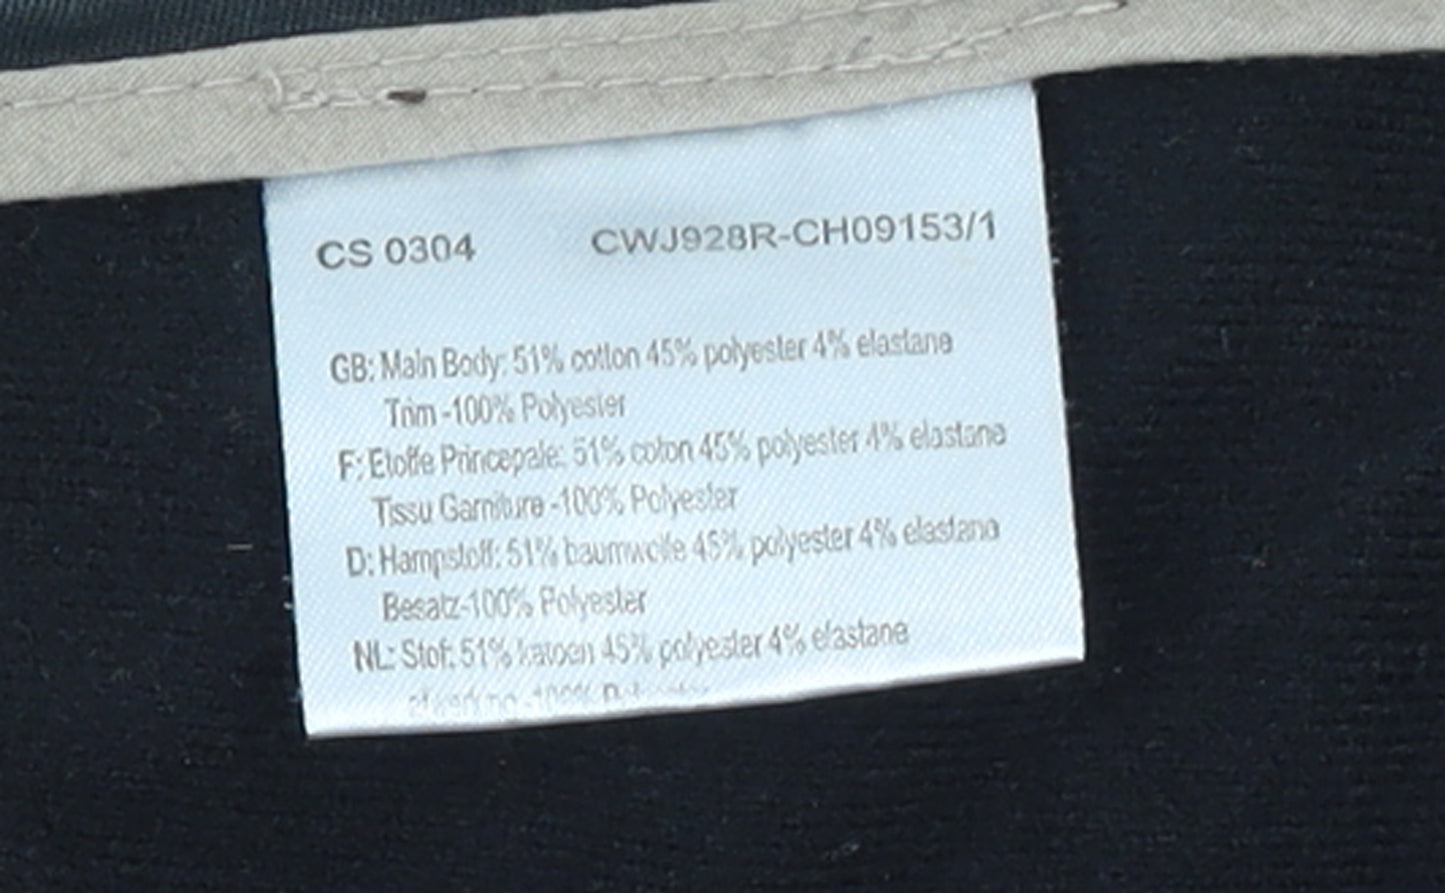 CS 0304 CWJ928R-CH09153/1
GB: Main Body: 51% cotton 45% polyester 4% elastane
Trim -100% Polyester
F: Etoffe Princepale: 51% coton 45% polyester 4% elastane
Tissu Garniture -100% Polyester
D: Hampstoff: 51% baumwolle 45% polyester 4% elastano
Besatz-100% Polyester
NL: Stof: 51% katoen 45% polyester 4% elastane
-100%